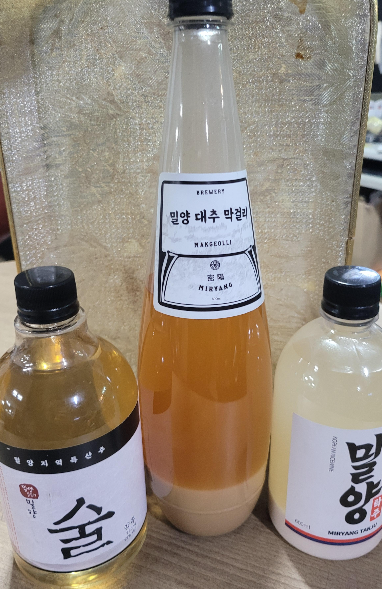 BREWERY
밀양 대추 막걸리
MAKGEOLLI
MIRYANG
밀양지역특산주
술
밀양
MIRYANG TAKJU